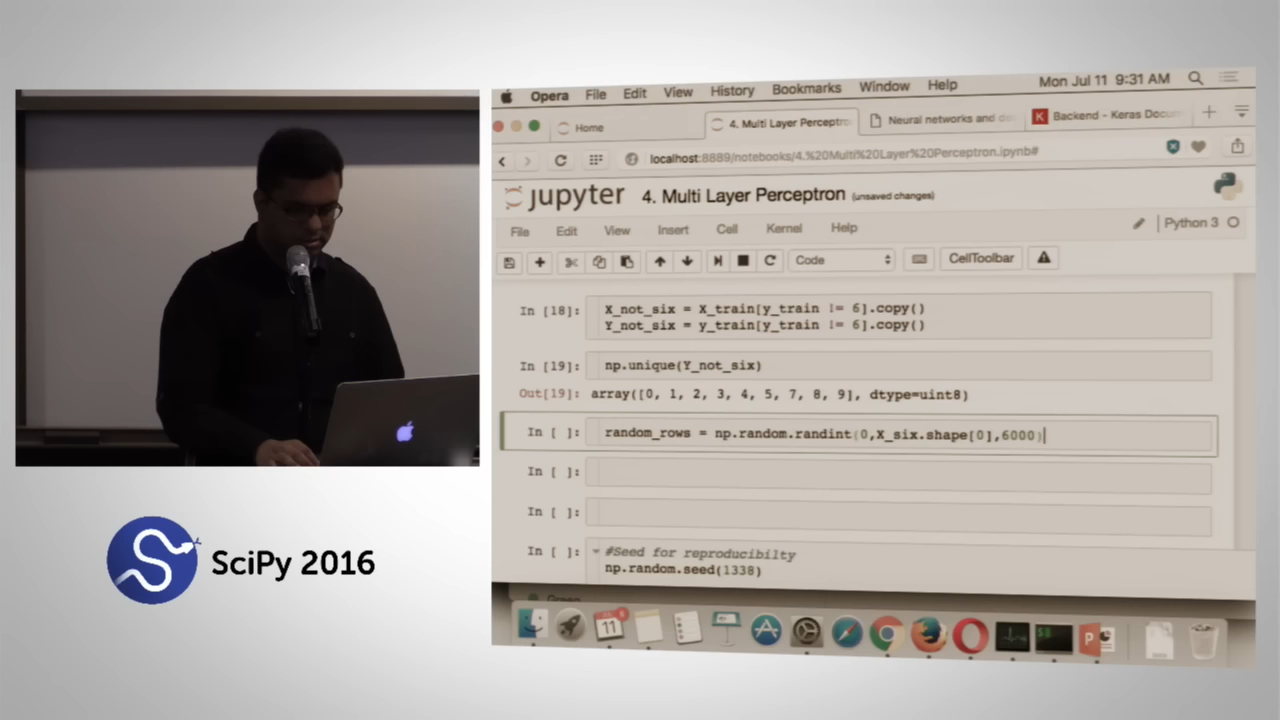 Opera File Edit View History Bookmarks Window Help Mon Jul 11 9:31 AM
Home 4. Multi Layer Perceptro Neural networks and de Backend - Keras Docu
localhost:8889/notebooks/4.%20Multi%20Layer%20Perceptron.ipynb#
jupyter 4. Multi Layer Perceptron (unsaved changes)
File Edit View Insert Cell Kernel Help Python 3
Code CellToolbar
In [18]: X_not_six = X_train[y_train != 6].copy()
Y_not_six = y_train[y_train != 6].copy()
In [19]: np.unique(Y_not_six)
Out[19]: array([0, 1, 2, 3, 4, 5, 7, 8, 9], dtype=uint8)
In [ ]: random_rows = np.random.randint(0,X_six.shape[0],6000)
In [ ]:
In [ ]:
In [ ]: #Seed for reproducibilty
np.random.seed(1338)
11
SciPy 2016